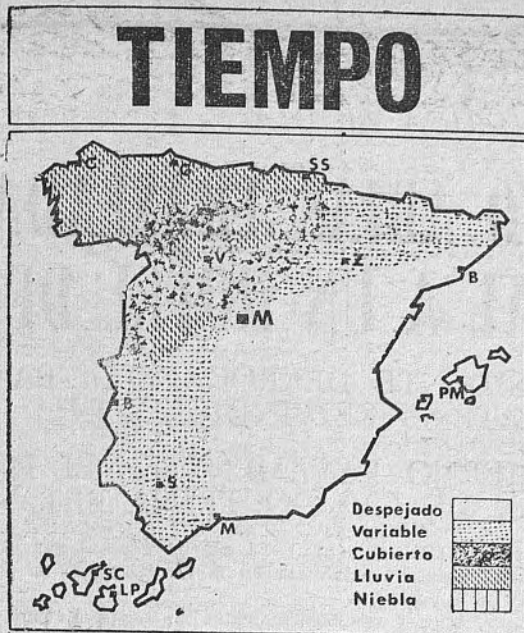 TIEMPO
C
G
SS
V
Z
B
M
PM
B
S
M
SC
LP
Despejado
Variable
Cubierto
Lluvia
Niebla